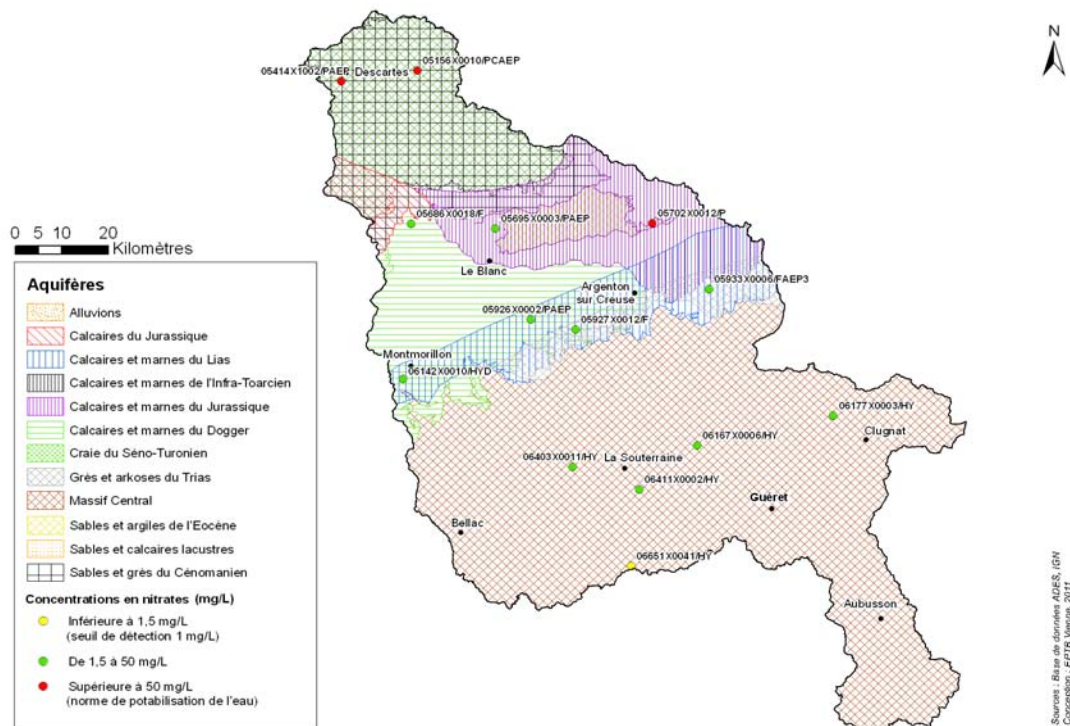 N
05156X0010/PCAEP
05414X1002/PAEP
Descartes
05686X0018/F
05695X0003/PAEP
05702X0012/P
Le Blanc
05933X0006/FAEP3
Argenton
sur Creuse
05926X0002/PAEP
05927X0012/F
Montmorillon
06142X0010/HYD
06177X0003/HY
Clugnat
06167X0006/HY
06403X0011/HY
La Souterraine
06411X0002/HY
Guéret
Bellac
06651X0041/HY
Aubusson
0 5 10 20
Kilomètres
Aquifères
Alluvions
Calcaires du Jurassique
Calcaires et marnes du Lias
Calcaires et marnes de l'Infra-Toarcien
Calcaires et marnes du Jurassique
Calcaires et marnes du Dogger
Craie du Séno-Turonien
Grès et arkoses du Trias
Massif Central
Sables et argiles de l'Eocène
Sables et calcaires lacustres
Sables et grès du Cénomanien
Concentrations en nitrates (mg/L)
Inférieure à 1,5 mg/L
(seuil de détection 1 mg/L)
De 1,5 à 50 mg/L
Supérieure à 50 mg/L
(norme de potabilisation de l'eau)
Sources : Base de données ADES, IGN
Conception : EPTB Vienne, 2011